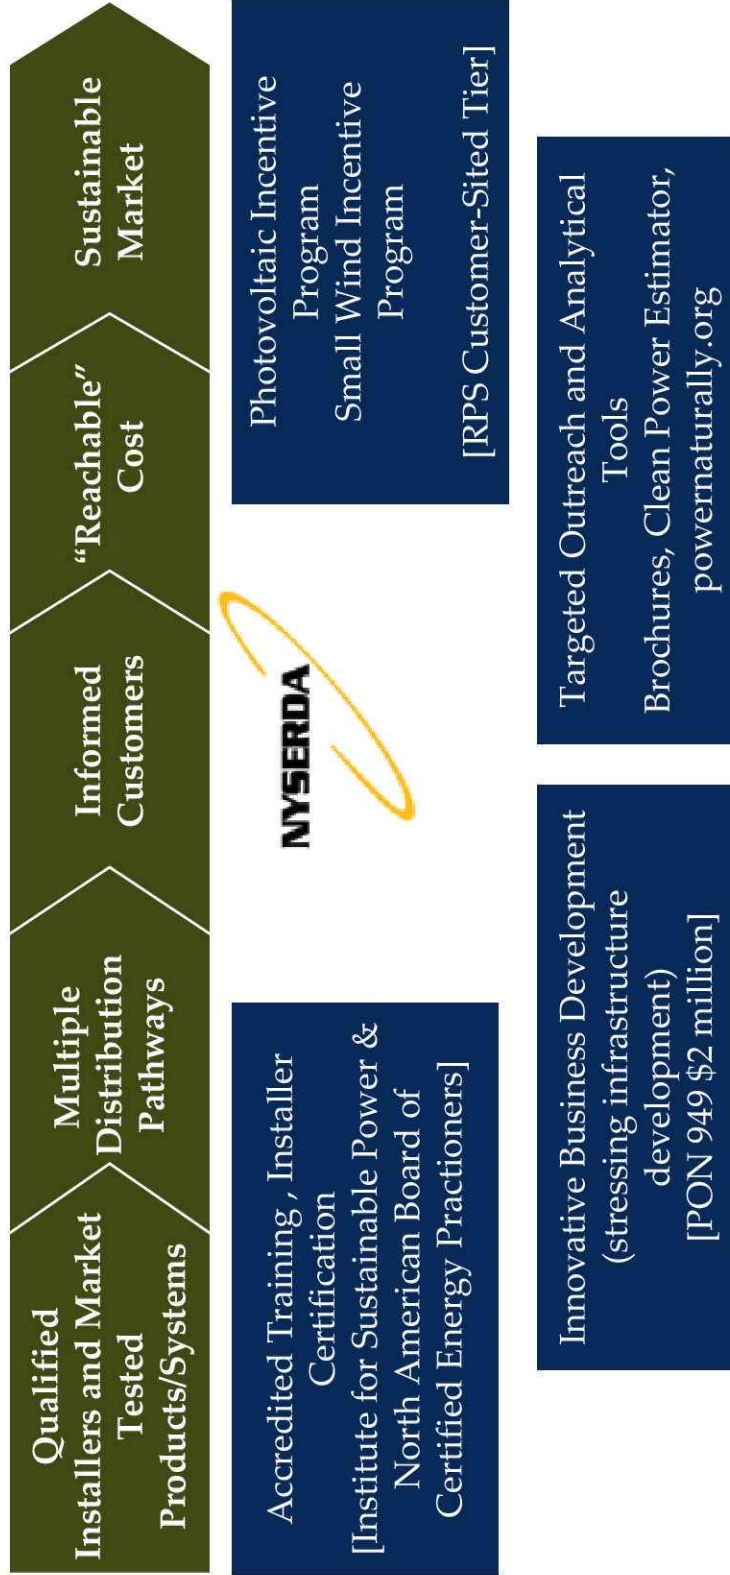 Qualified
Installers and Market
Tested
Products/Systems
Multiple
Distribution
Pathways
Informed
Customers
“Reachable”
Cost
Sustainable
Market
Accredited Training , Installer
Certification
[Institute for Sustainable Power &
North American Board of
Certified Energy Practioners]
NYSERDA
Photovoltaic Incentive
Program
Small Wind Incentive
Program
[RPS Customer-Sited Tier]
Innovative Business Development
(stressing infrastructure
development)
[PON 949 $2 million]
Targeted Outreach and Analytical
Tools
Brochures, Clean Power Estimator,
powernaturally.org